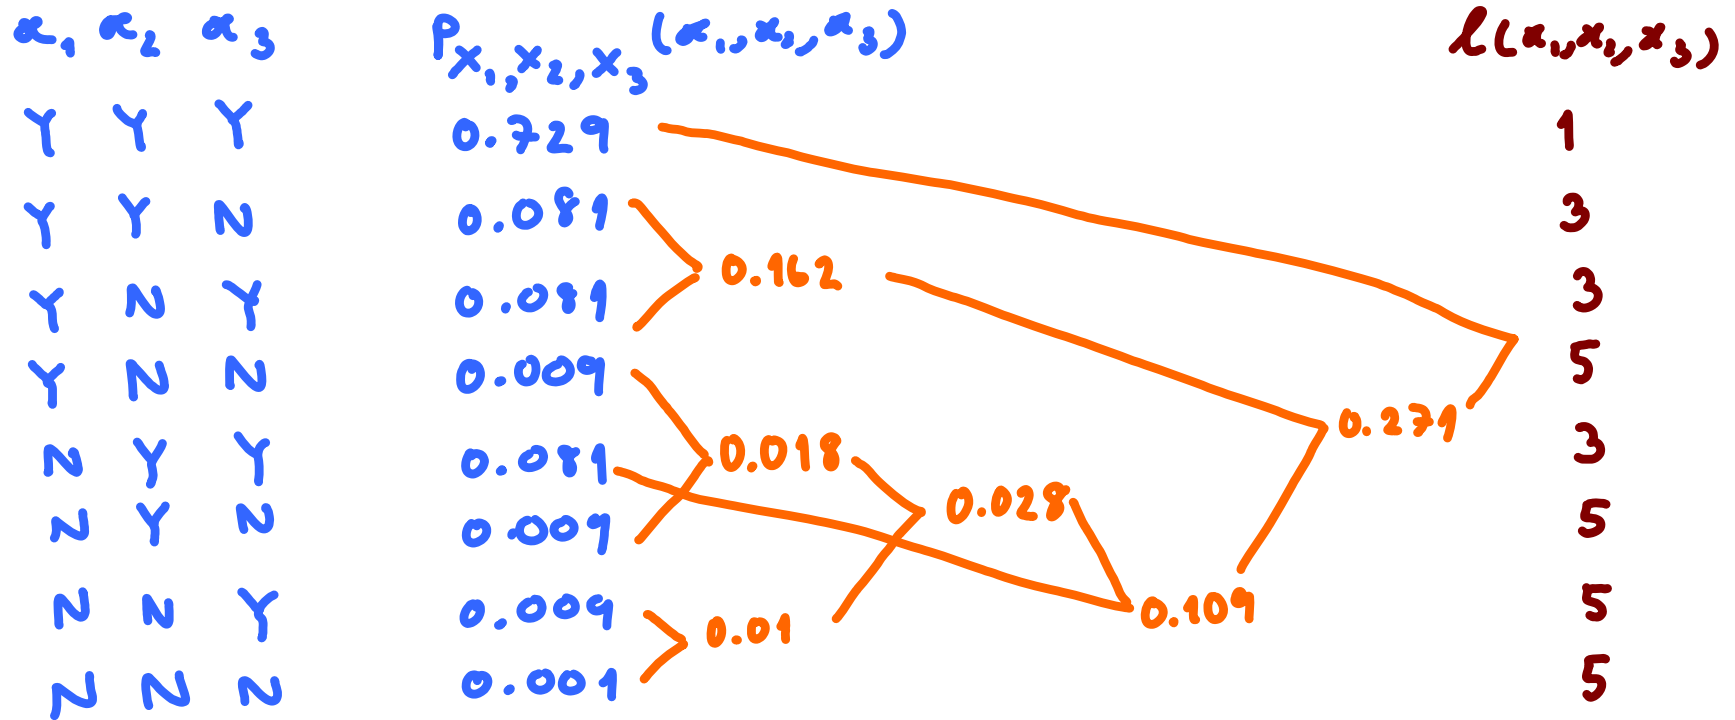 x₁ x₂ x₃ P_{X₁,X₂,X₃}(x₁,x₂,x₃) l(x₁,x₂,x₃)
Y Y Y 0.729 1
Y Y N 0.081 3
0.162
Y N Y 0.081 3
Y N N 0.009 5
0.271
N Y Y 0.081 0.018 3
0.028
N Y N 0.009 5
N N Y 0.009 0.109 5
0.01
N N N 0.001 5